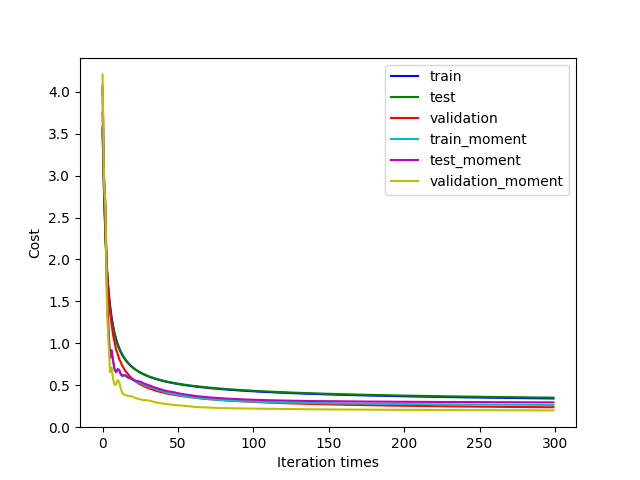 train
test
validation
train_moment
test_moment
validation_moment
4.0
3.5
3.0
2.5
2.0
1.5
1.0
0.5
0.0
Cost
0 50 100 150 200 250 300
Iteration times